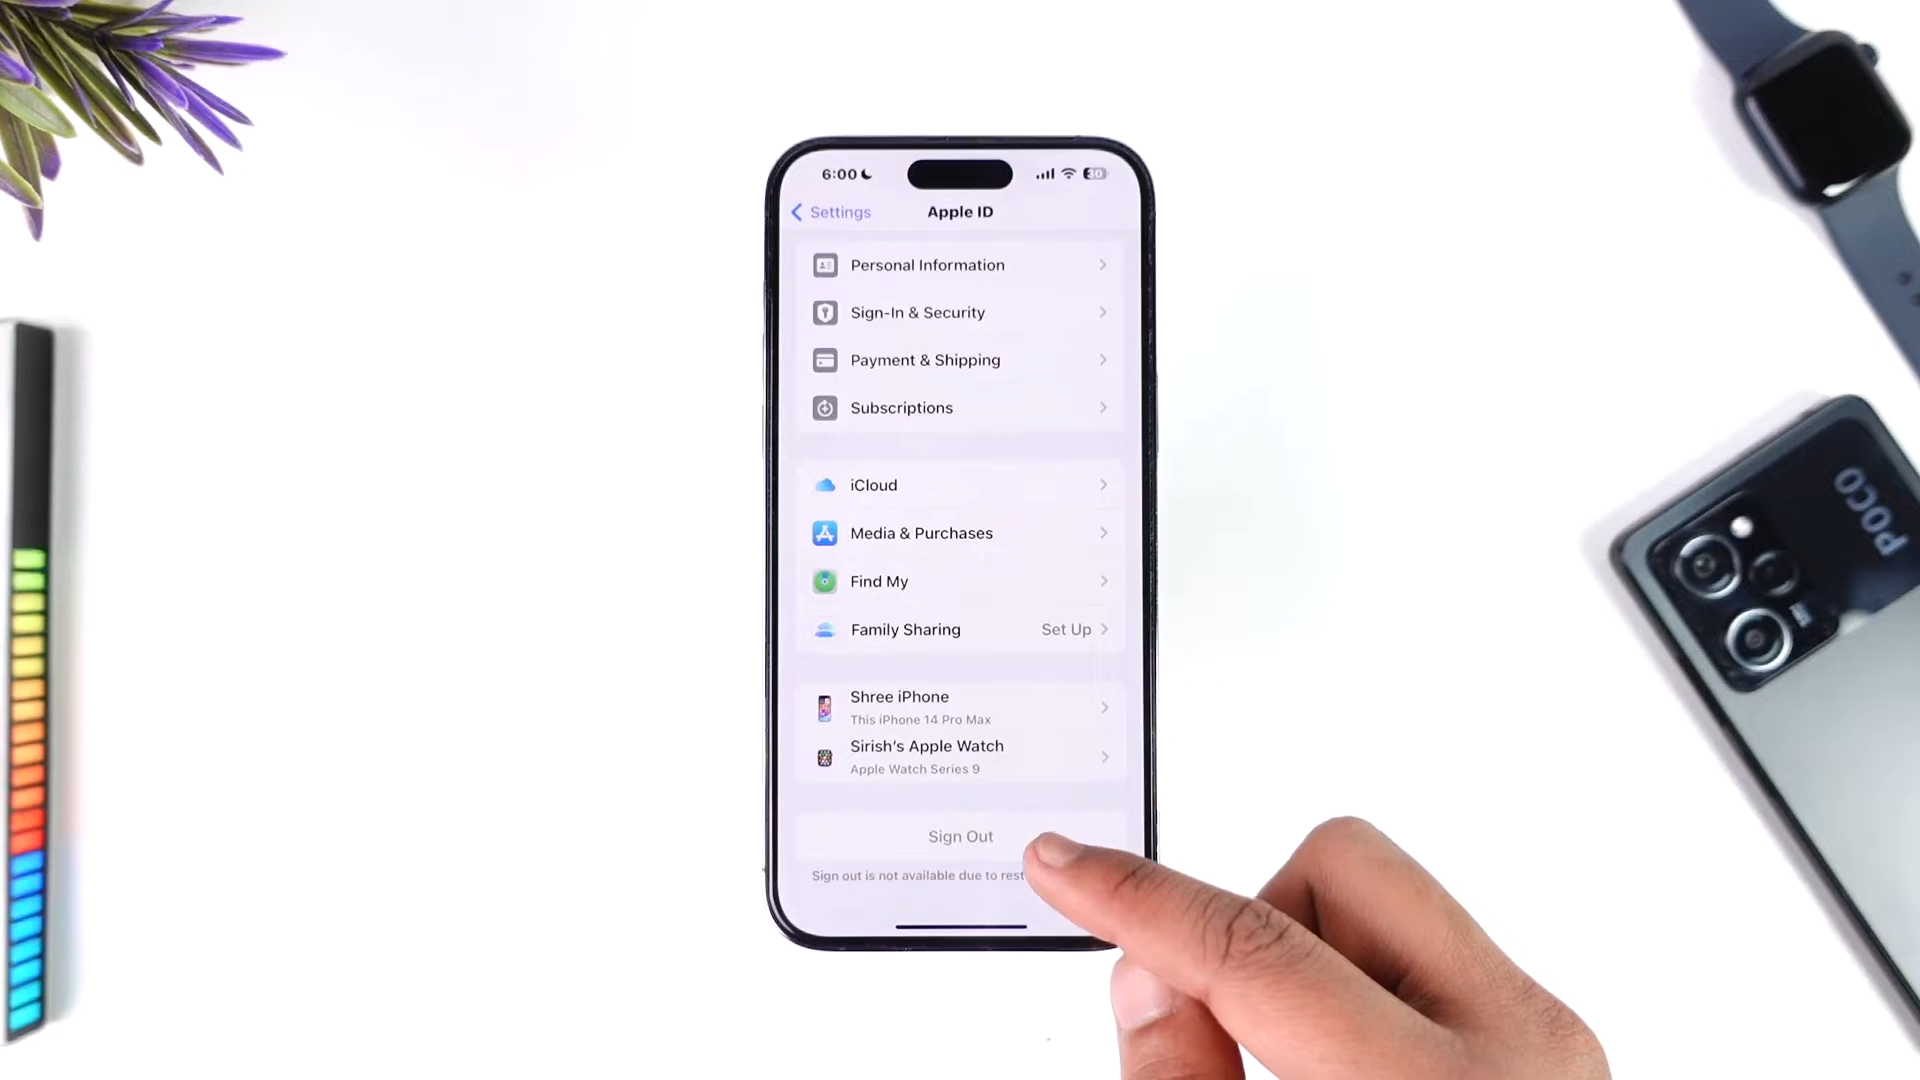 6:00
30
Settings
Apple ID
Personal Information
Sign-In & Security
Payment & Shipping
Subscriptions
iCloud
Media & Purchases
Find My
Family Sharing
Set Up
Shree iPhone
This iPhone 14 Pro Max
Sirish's Apple Watch
Apple Watch Series 9
Sign Out
Sign out is not available due to
POCO